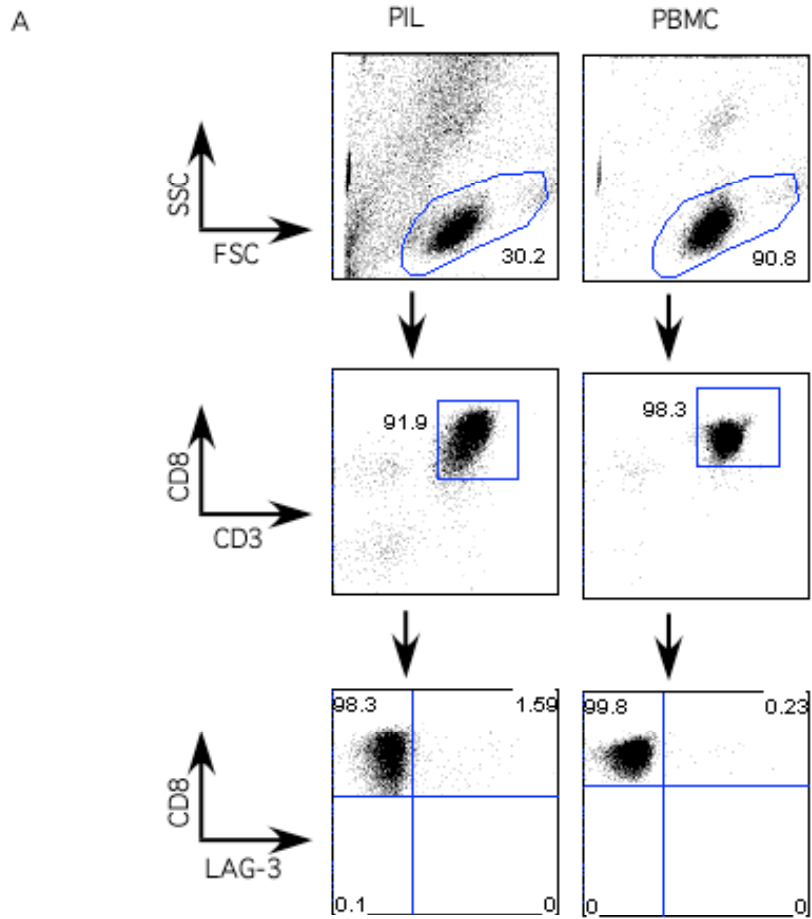 A
PIL PBMC
SSC
FSC
30.2 90.8
91.9 98.3
CD8
CD3
98.3 1.59 99.8 0.23
CD8
LAG-3
0.1 0 0 0